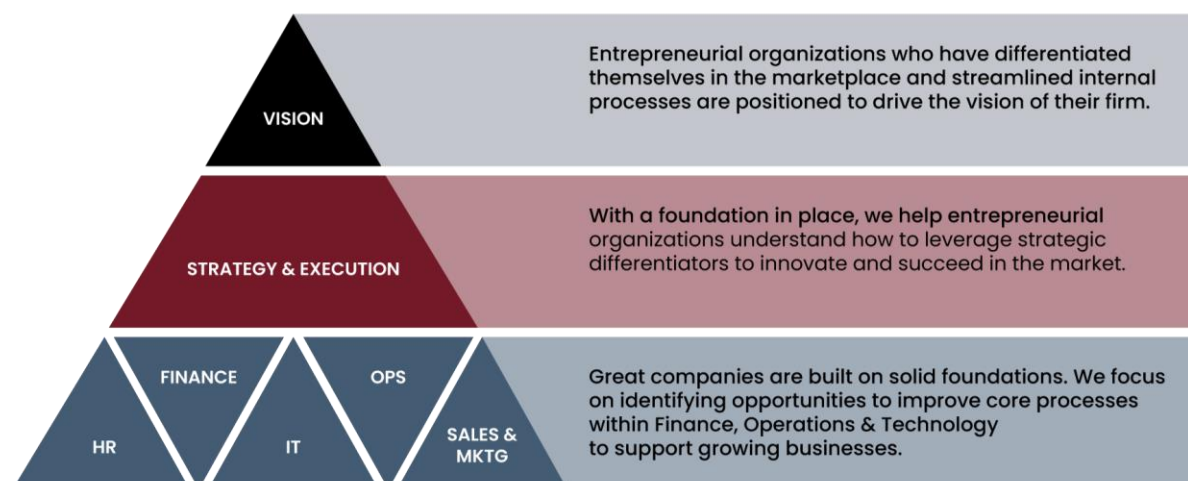 VISION
Entrepreneurial organizations who have differentiated
themselves in the marketplace and streamlined internal
processes are positioned to drive the vision of their firm.
STRATEGY & EXECUTION
With a foundation in place, we help entrepreneurial
organizations understand how to leverage strategic
differentiators to innovate and succeed in the market.
HR
FINANCE
IT
OPS
SALES &
MKTG
Great companies are built on solid foundations. We focus
on identifying opportunities to improve core processes
within Finance, Operations & Technology
to support growing businesses.